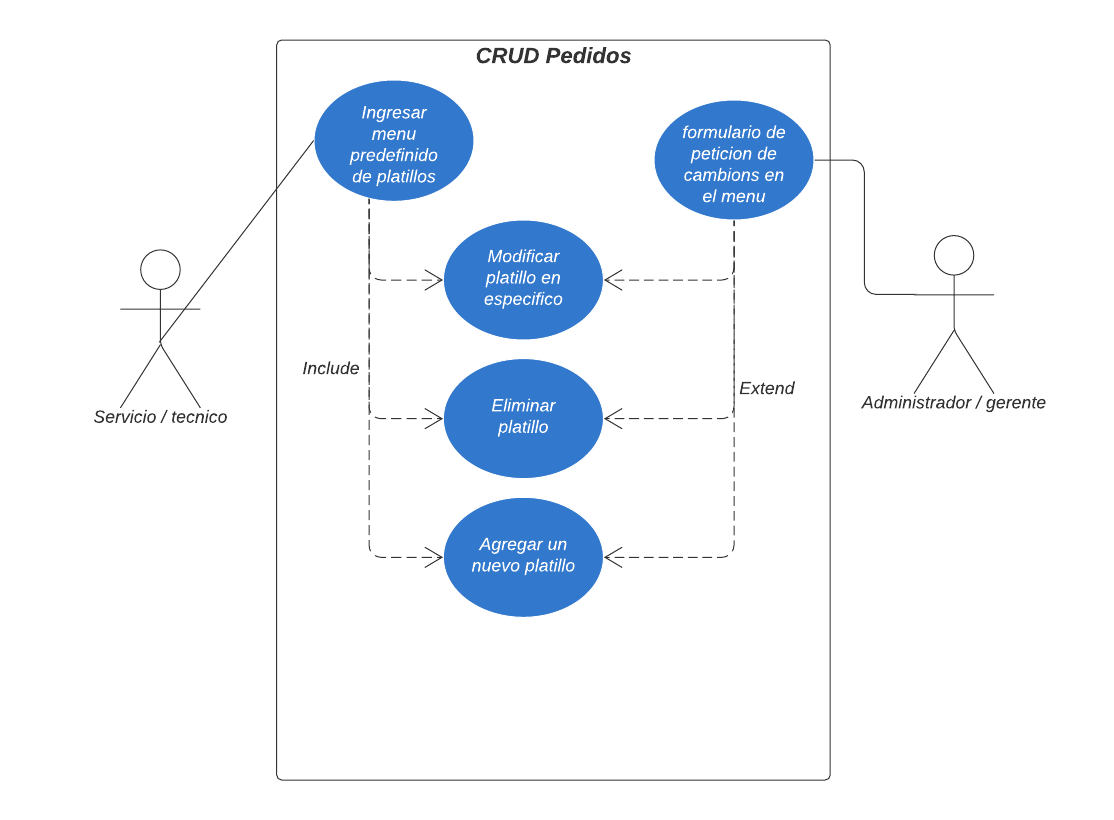 CRUD Pedidos
Ingresar
menu
predefinido
de platillos
formulario de
peticion de
cambions en
el menu
Modificar
platillo en
especifico
Include
Eliminar
platillo
Extend
Servicio / tecnico
Administrador / gerente
Agregar un
nuevo platillo